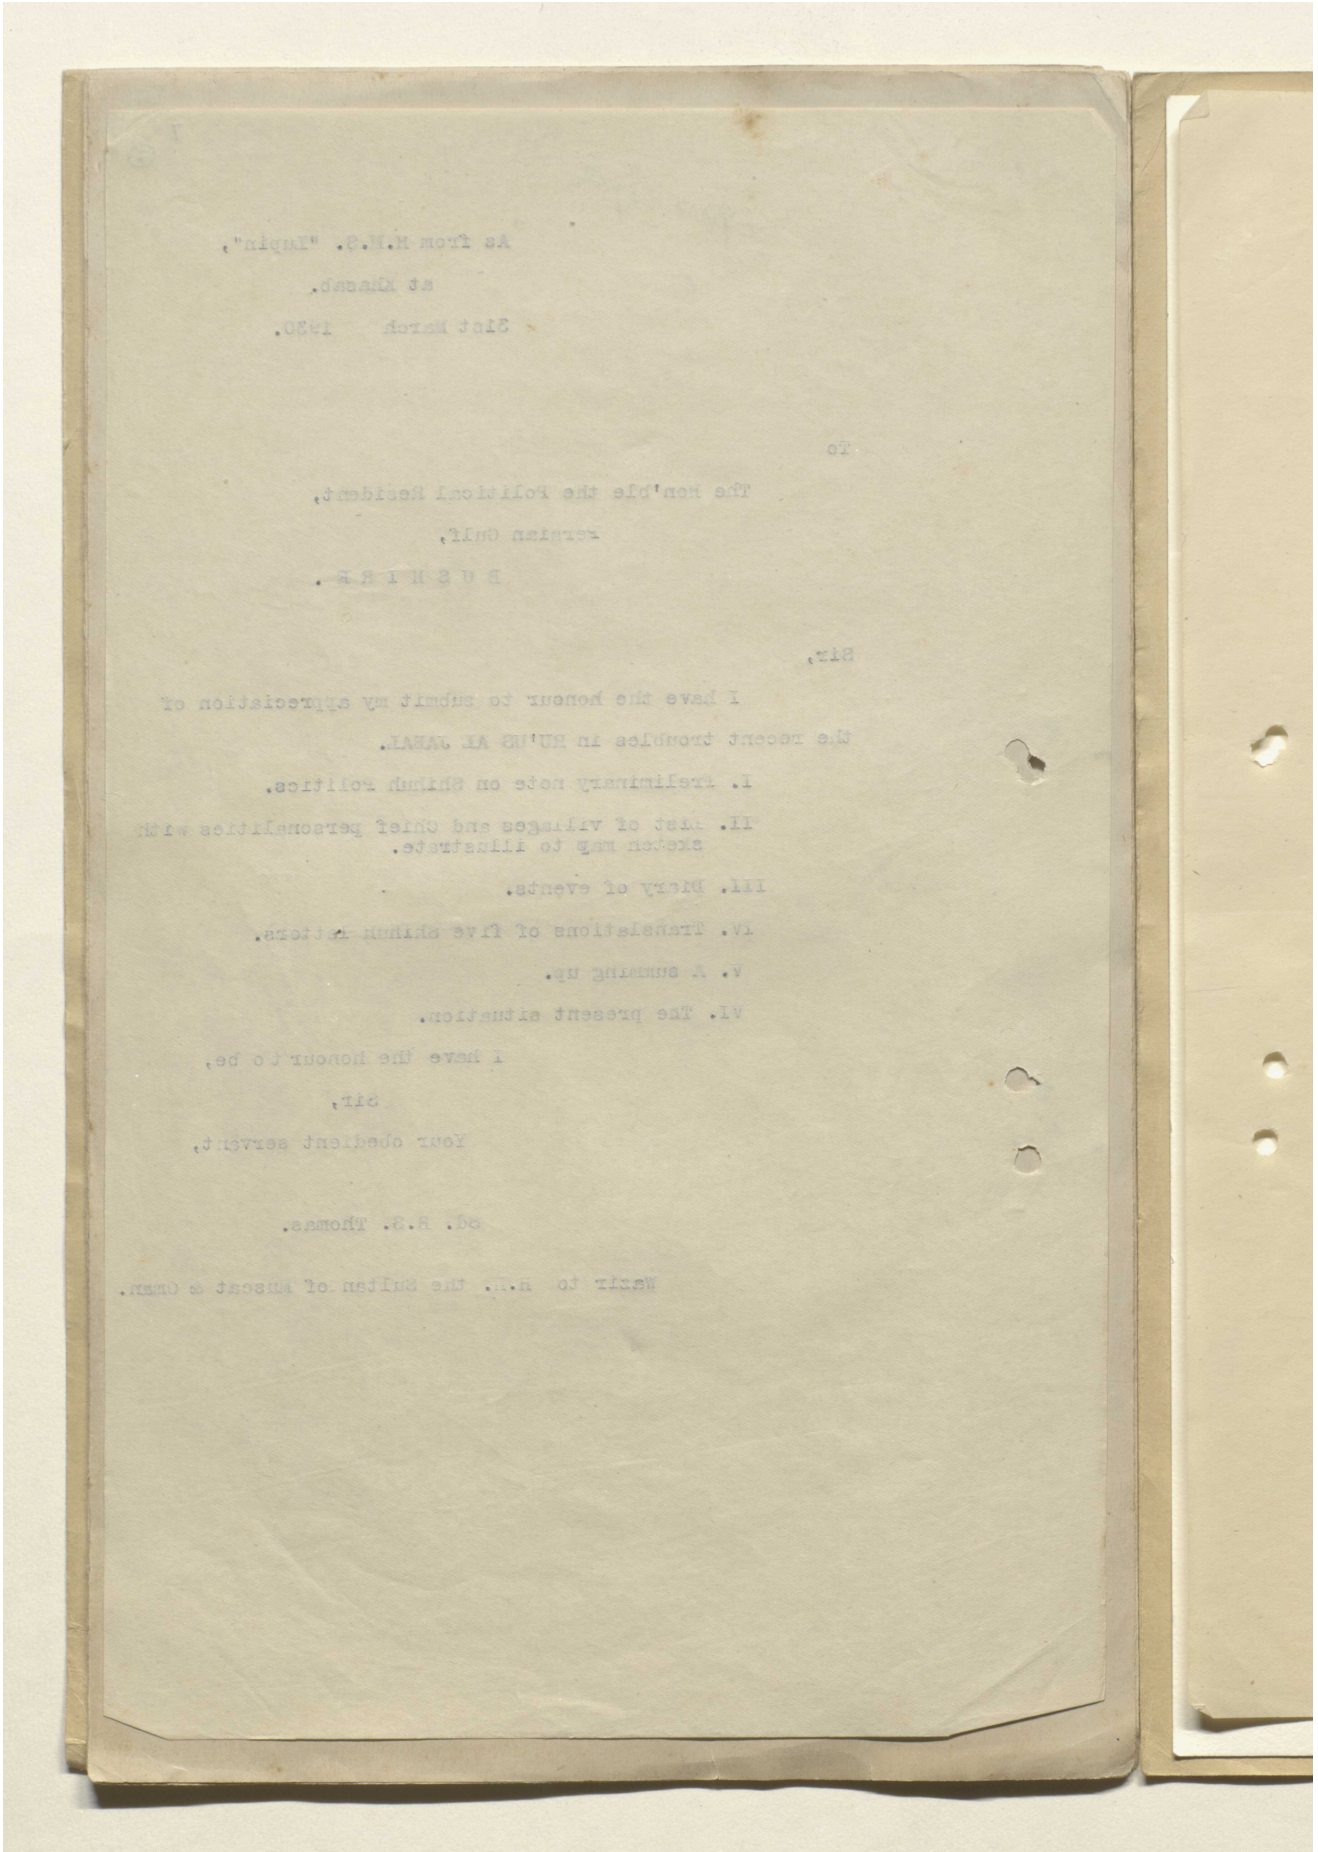 As from H.M.S. "Lupin",
at Khasab.
31st March 1930.
To
The Hon'ble the Political Resident,
Persian Gulf,
B U S H I R E .
Sir,
I have the honour to submit my appreciation of
the recent troubles in RU'US AL JABAL.
I. Preliminary note on Shihuh Politics.
II. List of villages and Chief personalities with
sketch map to illustrate.
III. Diary of events.
IV. Translations of five Shihuh letters.
V. A summing up.
VI. The present situation.
I have the honour to be,
Sir,
Your obedient servant,
Sd. B.S. Thomas.
Wazir to H.H. the Sultan of Muscat & Oman.